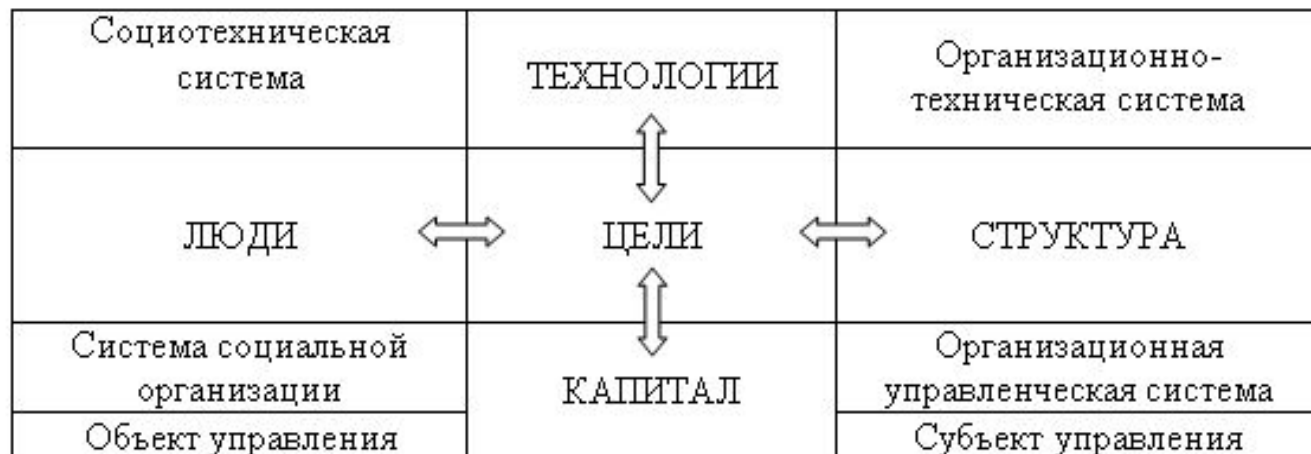 Социотехническая
система
ТЕХНОЛОГИИ
Организационно-
техническая система
ЛЮДИ
ЦЕЛИ
СТРУКТУРА
Система социальной
организации
КАПИТАЛ
Организационная
управленческая система
Объект управления
Субъект управления